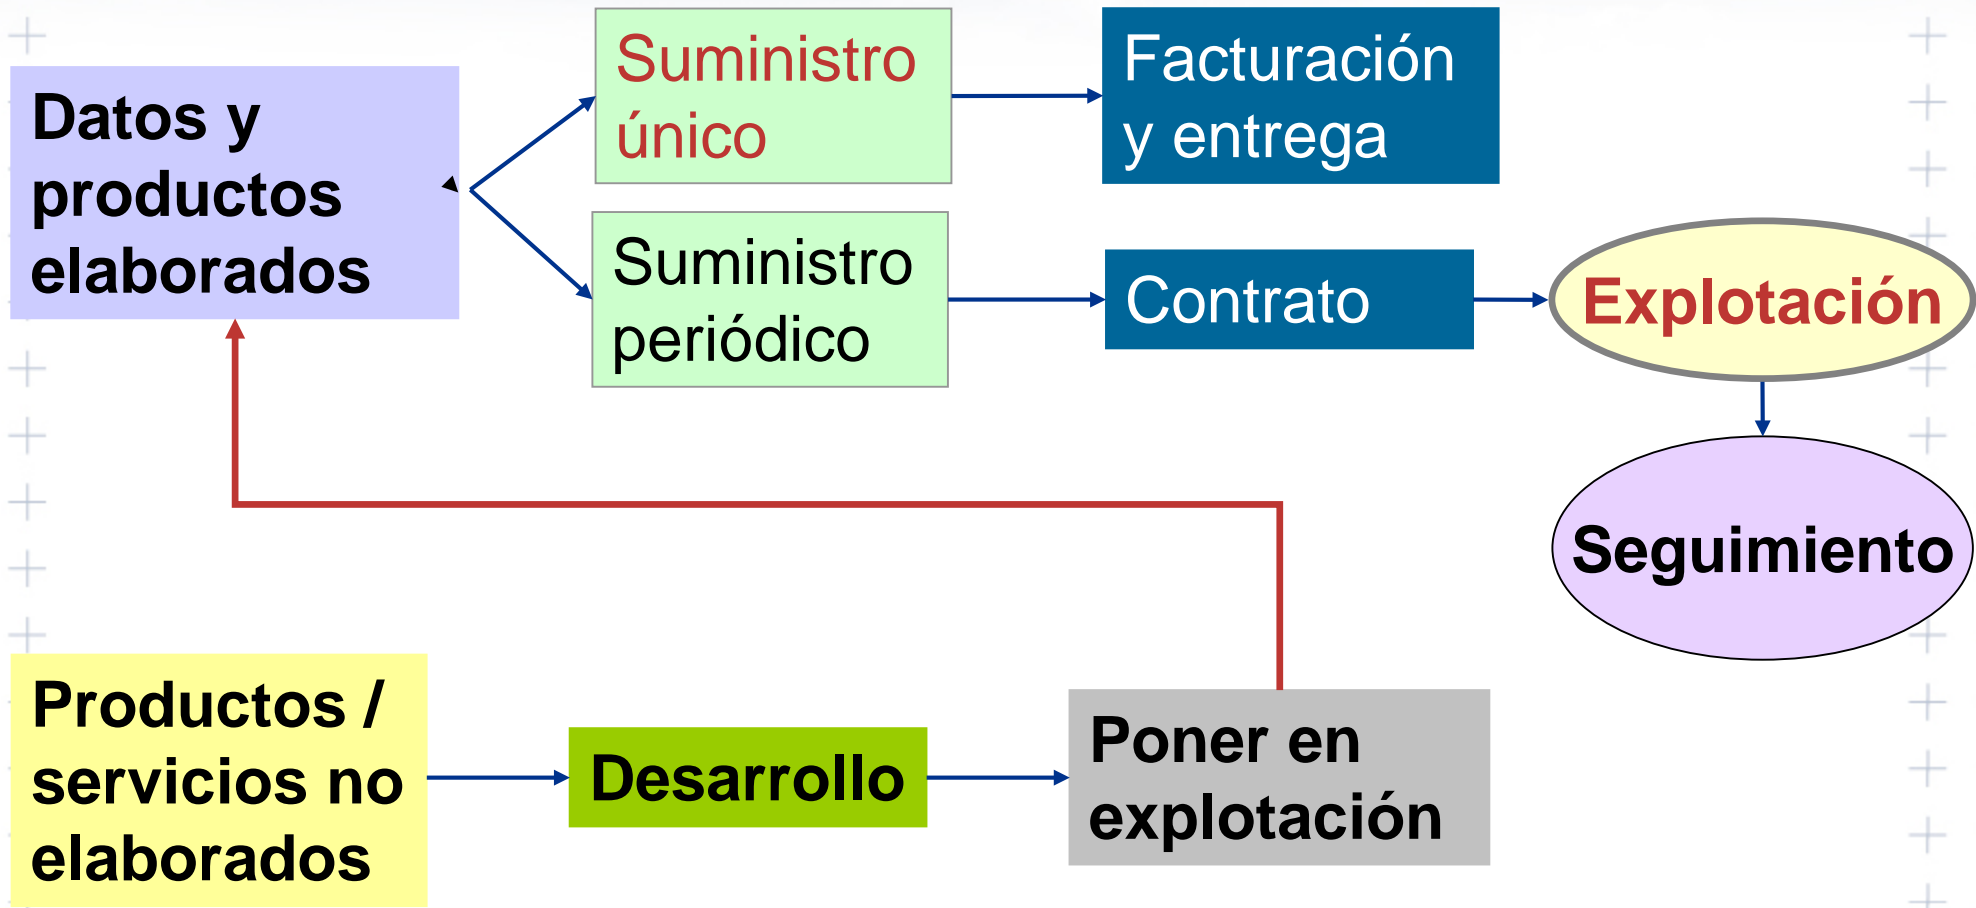 Datos y
productos
elaborados
Suministro
único
Facturación
y entrega
Suministro
periódico
Contrato
Explotación
Seguimiento
Productos /
servicios no
elaborados
Desarrollo
Poner en
explotación